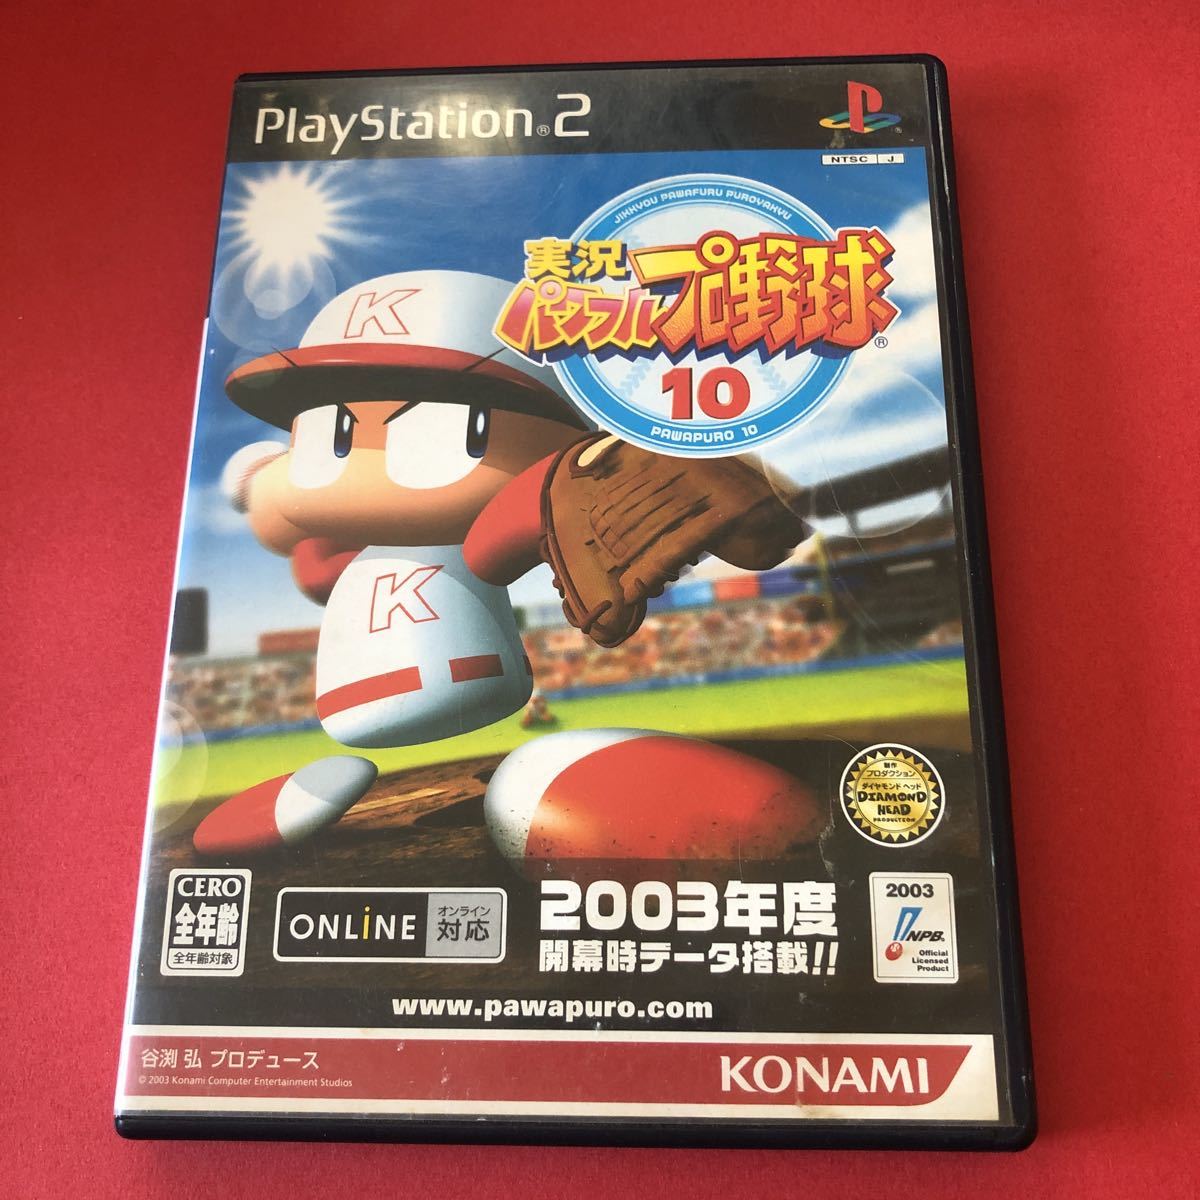 PlayStation®2
NTSC J
JIKKYOU PAWAFURU PUROYAKYU
実況
パワフルプロ野球®
10
PAWAPURO 10
K
K
制作
プロダクション
ダイヤモンド ヘッド
DIAMOND
HEAD
PRODUCTION
CERO
全年齢
全年齢対象
ONLiNE
オンライン
対応
2003年度
開幕時データ搭載!!
2003
NPB.
Official
Licensed
Product
www.pawapuro.com
谷渕 弘 プロデュース
© 2003 Konami Computer Entertainment Studios
KONAMI